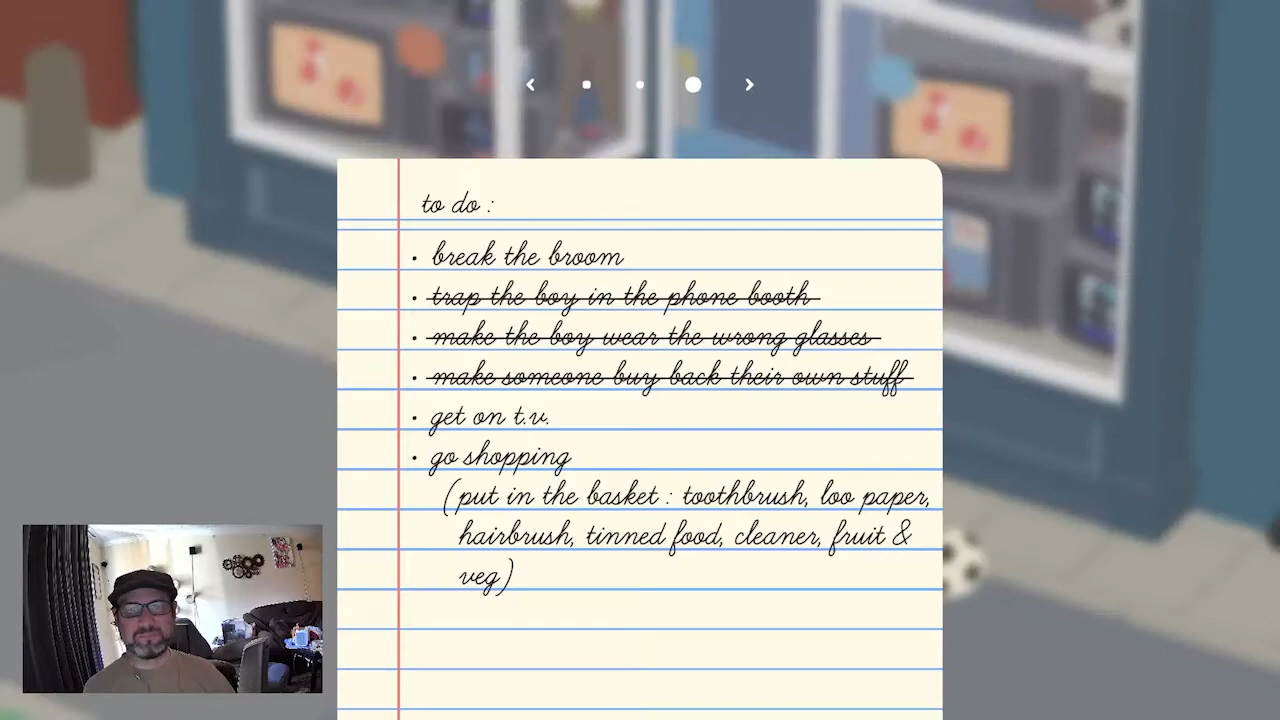 to do :
• break the broom
• trap the boy in the phone booth
• make the boy wear the wrong glasses
• make someone buy back their own stuff
• get on t.v.
• go shopping
(put in the basket : toothbrush, loo paper,
hairbrush, tinned food, cleaner, fruit &
veg)